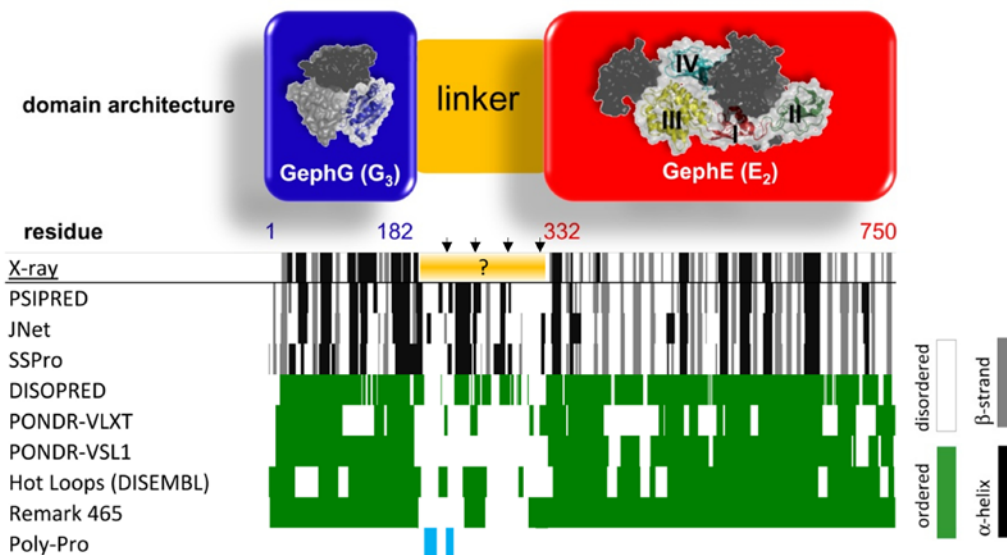 domain architecture
linker
IV
III
I
II
GephG (G₃)
GephE (E₂)
residue
1
182
332
750
X-ray
?
PSIPRED
JNet
SSPro
DISOPRED
PONDR-VLXT
PONDR-VSL1
Hot Loops (DISEMBL)
Remark 465
Poly-Pro
disordered
β-strand
ordered
α-helix